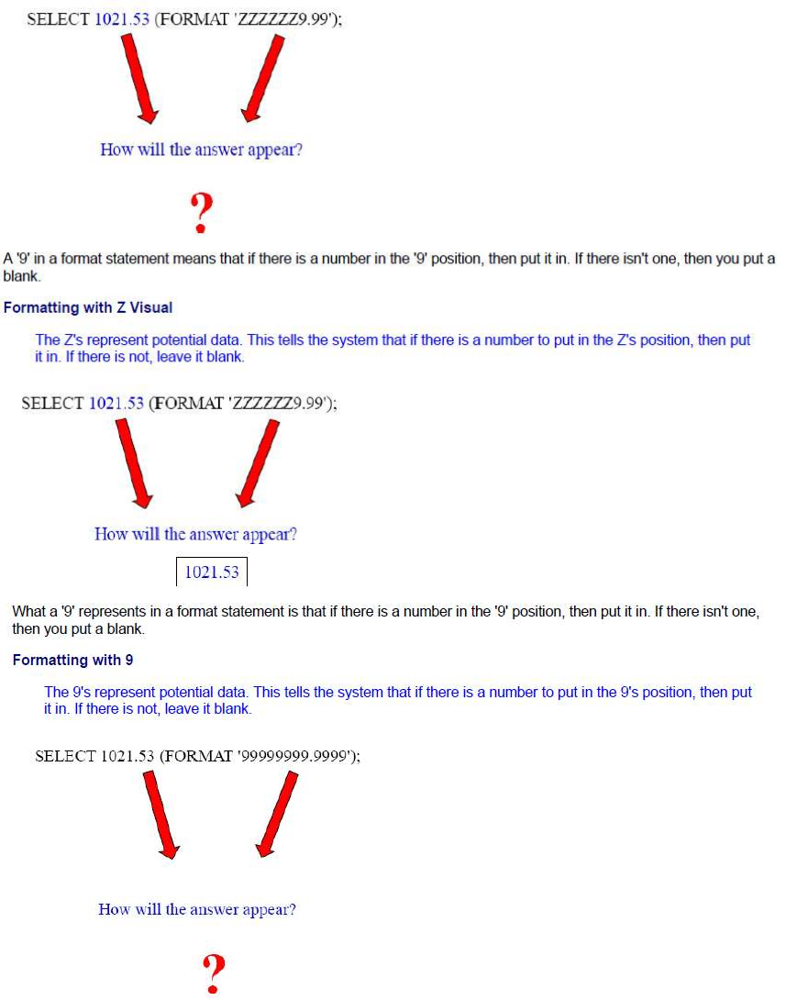 SELECT 1021.53 (FORMAT 'ZZZZZZ9.99');
How will the answer appear?
?
A '9' in a format statement means that if there is a number in the '9' position, then put it in. If there isn't one, then you put a
blank.
Formatting with Z Visual
The Z's represent potential data. This tells the system that if there is a number to put in the Z's position, then put
it in. If there is not, leave it blank.
SELECT 1021.53 (FORMAT 'ZZZZZZ9.99');
How will the answer appear?
1021.53
What a '9' represents in a format statement is that if there is a number in the '9' position, then put it in. If there isn't one,
then you put a blank.
Formatting with 9
The 9's represent potential data. This tells the system that if there is a number to put in the 9's position, then put
it in. If there is not, leave it blank.
SELECT 1021.53 (FORMAT '99999999.9999');
How will the answer appear?
?